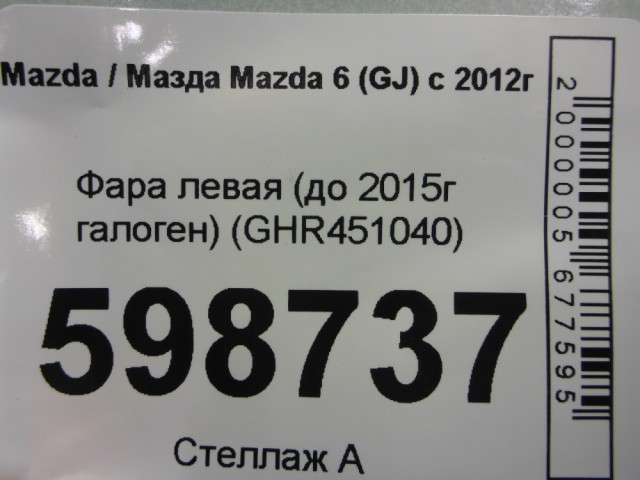 Mazda / Мазда Mazda 6 (GJ) с 2012г
Фара левая (до 2015г
галоген) (GHR451040)
598737
Стеллаж А
2000005677595